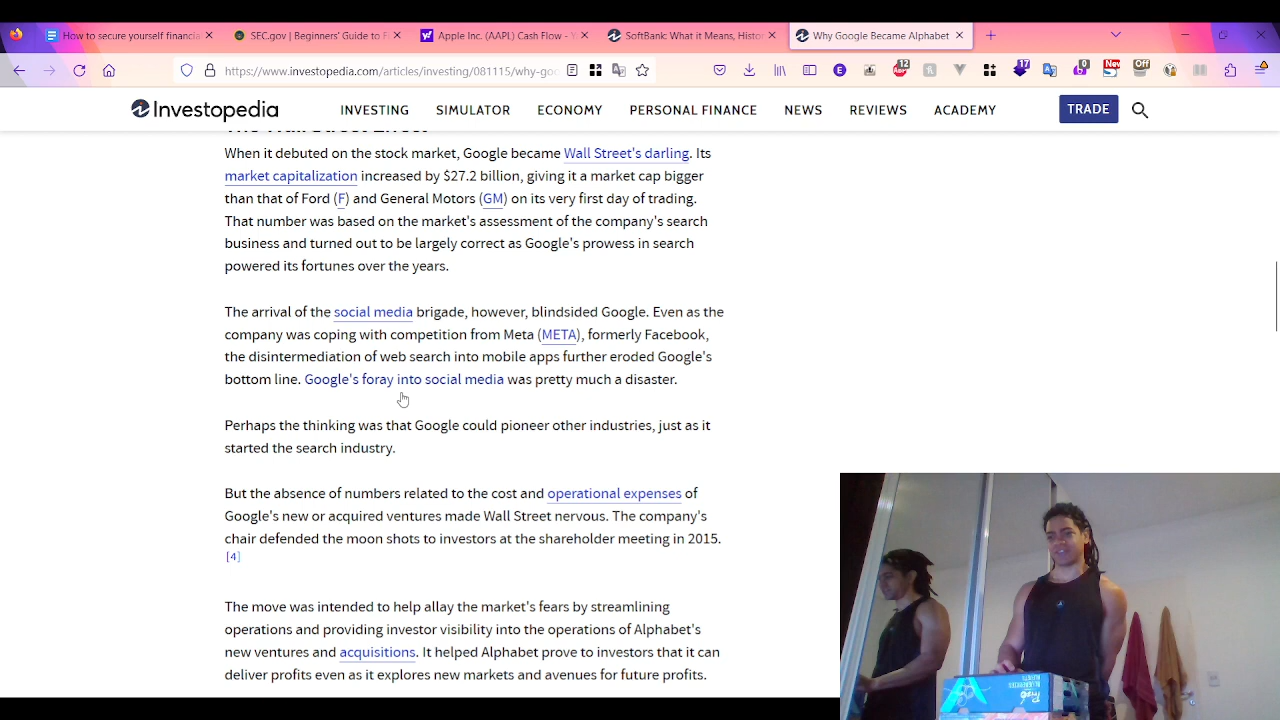 How to secure yourself financia
SEC.gov | Beginners' Guide to Fi
Apple Inc. (AAPL) Cash Flow - Y
SoftBank: What it Means, Histor
Why Google Became Alphabet
https://www.investopedia.com/articles/investing/081115/why-goo
12
17
0
New
Off
Investopedia
INVESTING
SIMULATOR
ECONOMY
PERSONAL FINANCE
NEWS
REVIEWS
ACADEMY
TRADE
When it debuted on the stock market, Google became Wall Street's darling. Its
market capitalization increased by $27.2 billion, giving it a market cap bigger
than that of Ford (F) and General Motors (GM) on its very first day of trading.
That number was based on the market's assessment of the company's search
business and turned out to be largely correct as Google's prowess in search
powered its fortunes over the years.
The arrival of the social media brigade, however, blindsided Google. Even as the
company was coping with competition from Meta (META), formerly Facebook,
the disintermediation of web search into mobile apps further eroded Google's
bottom line. Google's foray into social media was pretty much a disaster.
Perhaps the thinking was that Google could pioneer other industries, just as it
started the search industry.
But the absence of numbers related to the cost and operational expenses of
Google's new or acquired ventures made Wall Street nervous. The company's
chair defended the moon shots to investors at the shareholder meeting in 2015.
[4]
The move was intended to help allay the market's fears by streamlining
operations and providing investor visibility into the operations of Alphabet's
new ventures and acquisitions. It helped Alphabet prove to investors that it can
deliver profits even as it explores new markets and avenues for future profits.